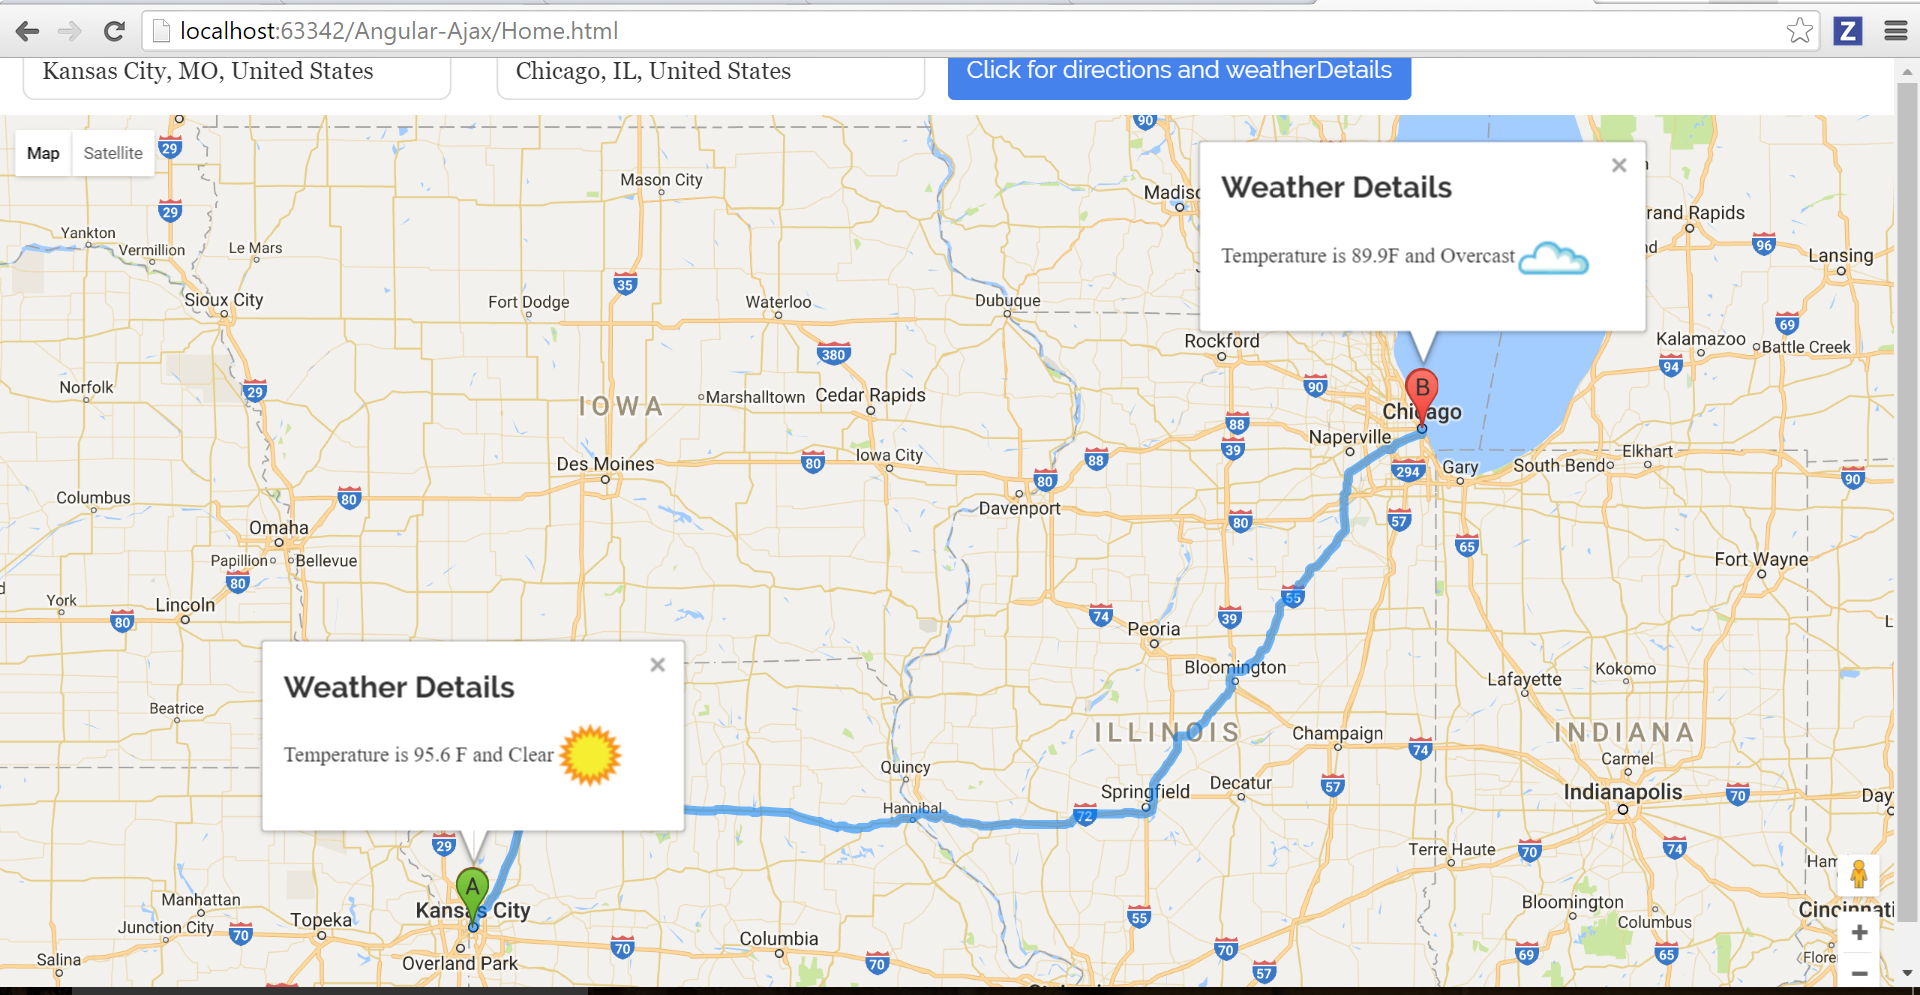 localhost:63342/Angular-Ajax/Home.html
Z
Kansas City, MO, United States
Chicago, IL, United States
Click for directions and weatherDetails
Map
Satellite
29
90
Mason City
Weather Details
×
29
rand Rapids
Yankton
Vermillion
Le Mars
96
Lansing
Temperature is 89.9F and Overcast
35
Sioux City
Fort Dodge
Waterloo
Dubuque
69
Rockford
Kalamazoo
Battle Creek
380
94
Norfolk
29
90
IOWA
Marshalltown
Cedar Rapids
B
Chicago
88
Naperville
39
Des Moines
80
Iowa City
88
294
Gary
South Bend
Elkhart
90
80
Columbus
80
Davenport
80
57
Omaha
Papillion
Bellevue
65
Fort Wayne
80
York
Lincoln
80
55
74
39
Peoria
Weather Details
×
Bloomington
Lafayette
Kokomo
Beatrice
ILLINOIS
Champaign
INDIANA
74
Carmel
Temperature is 95.6 F and Clear
Quincy
Springfield
Decatur
57
Indianapolis
70
Day
Hannibal
72
29
Terre Haute
70
74
Ham
A
Manhattan
Kansas City
Topeka
Bloomington
Columbus
Cincinnati
Junction City
70
70
Columbia
55
Salina
Overland Park
70
70
57
69
65
Flore
+
−